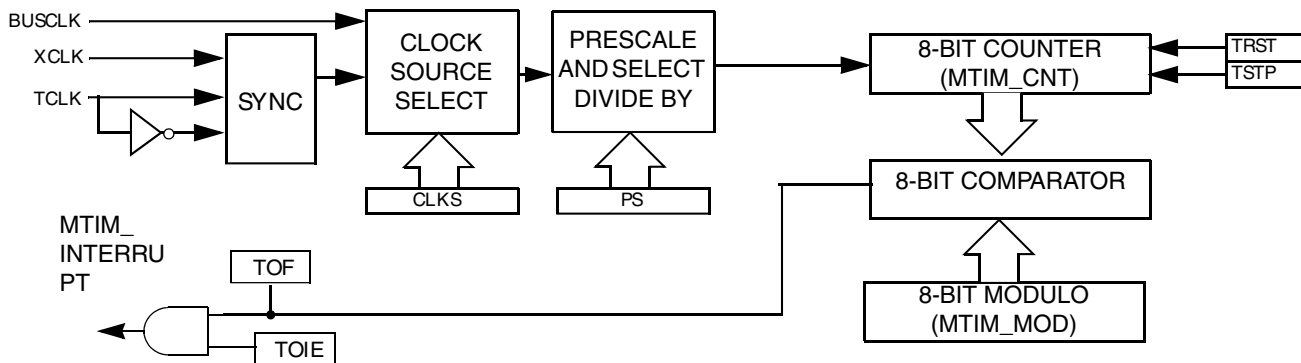 BUSCLK
XCLK
TCLK
SYNC
CLOCK
SOURCE
SELECT
PRESCALE
AND SELECT
DIVIDE BY
8-BIT COUNTER
(MTIM_CNT)
TRST
TSTP
CLKS
PS
8-BIT COMPARATOR
MTIM_
INTERRU
PT
TOF
8-BIT MODULO
(MTIM_MOD)
TOIE